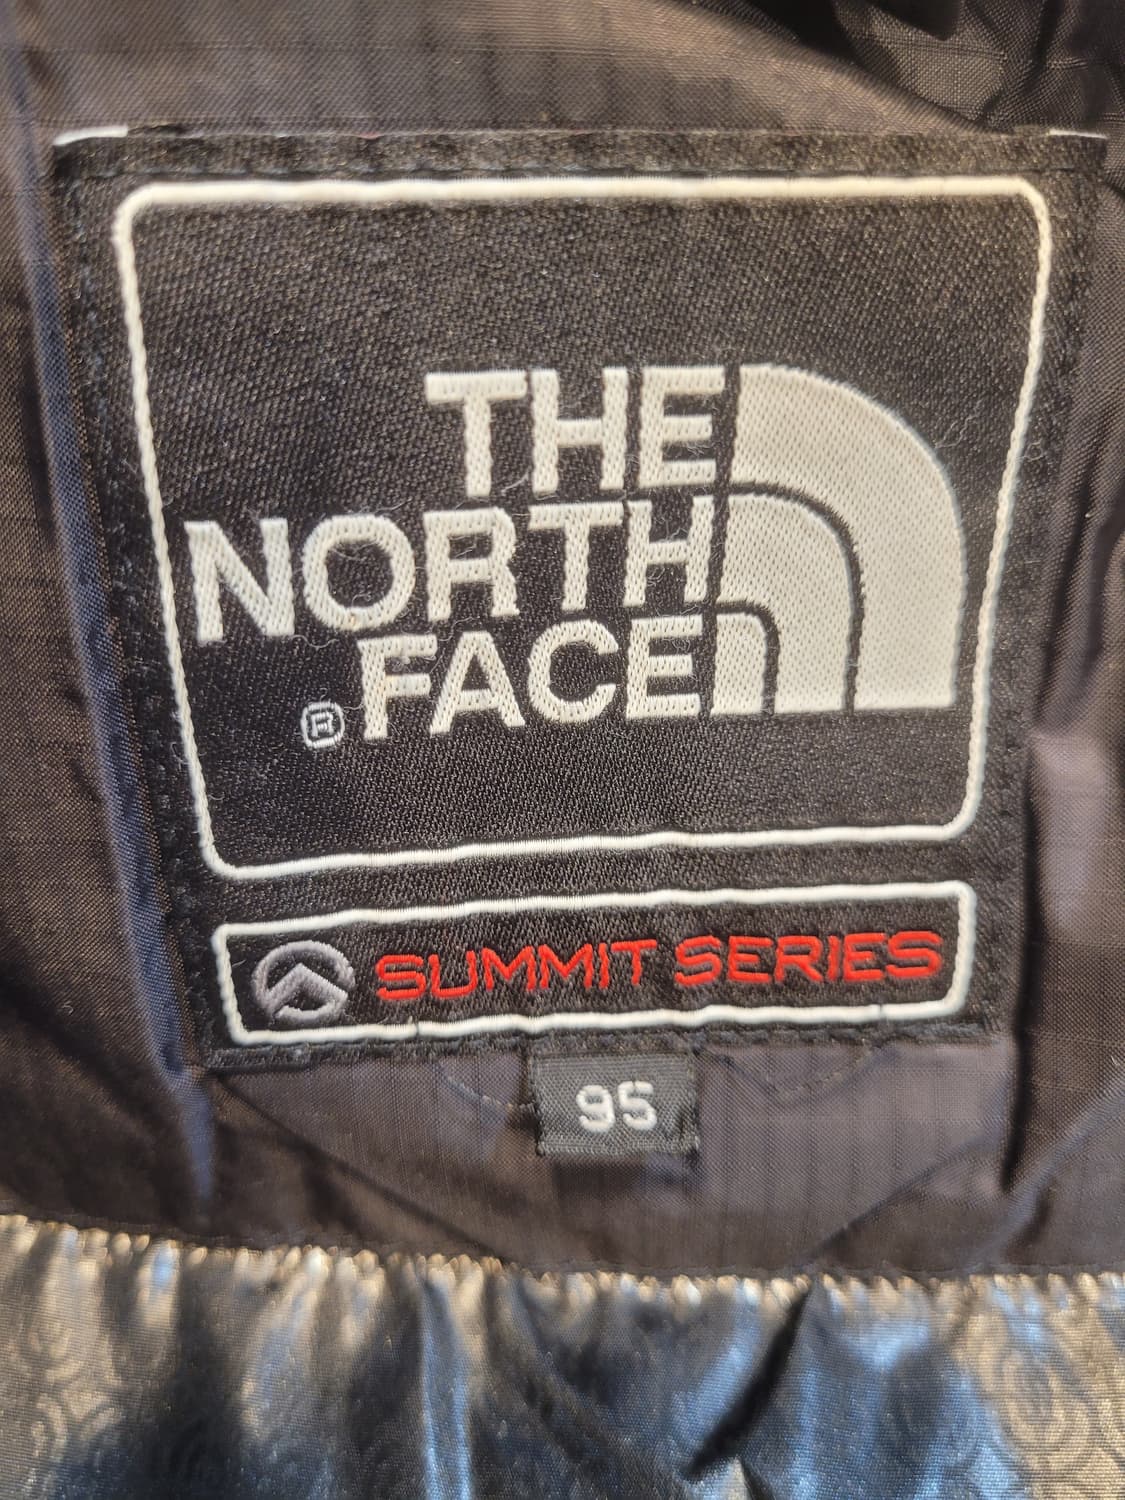 THE
NORTH
FACE
®
SUMMIT SERIES
95